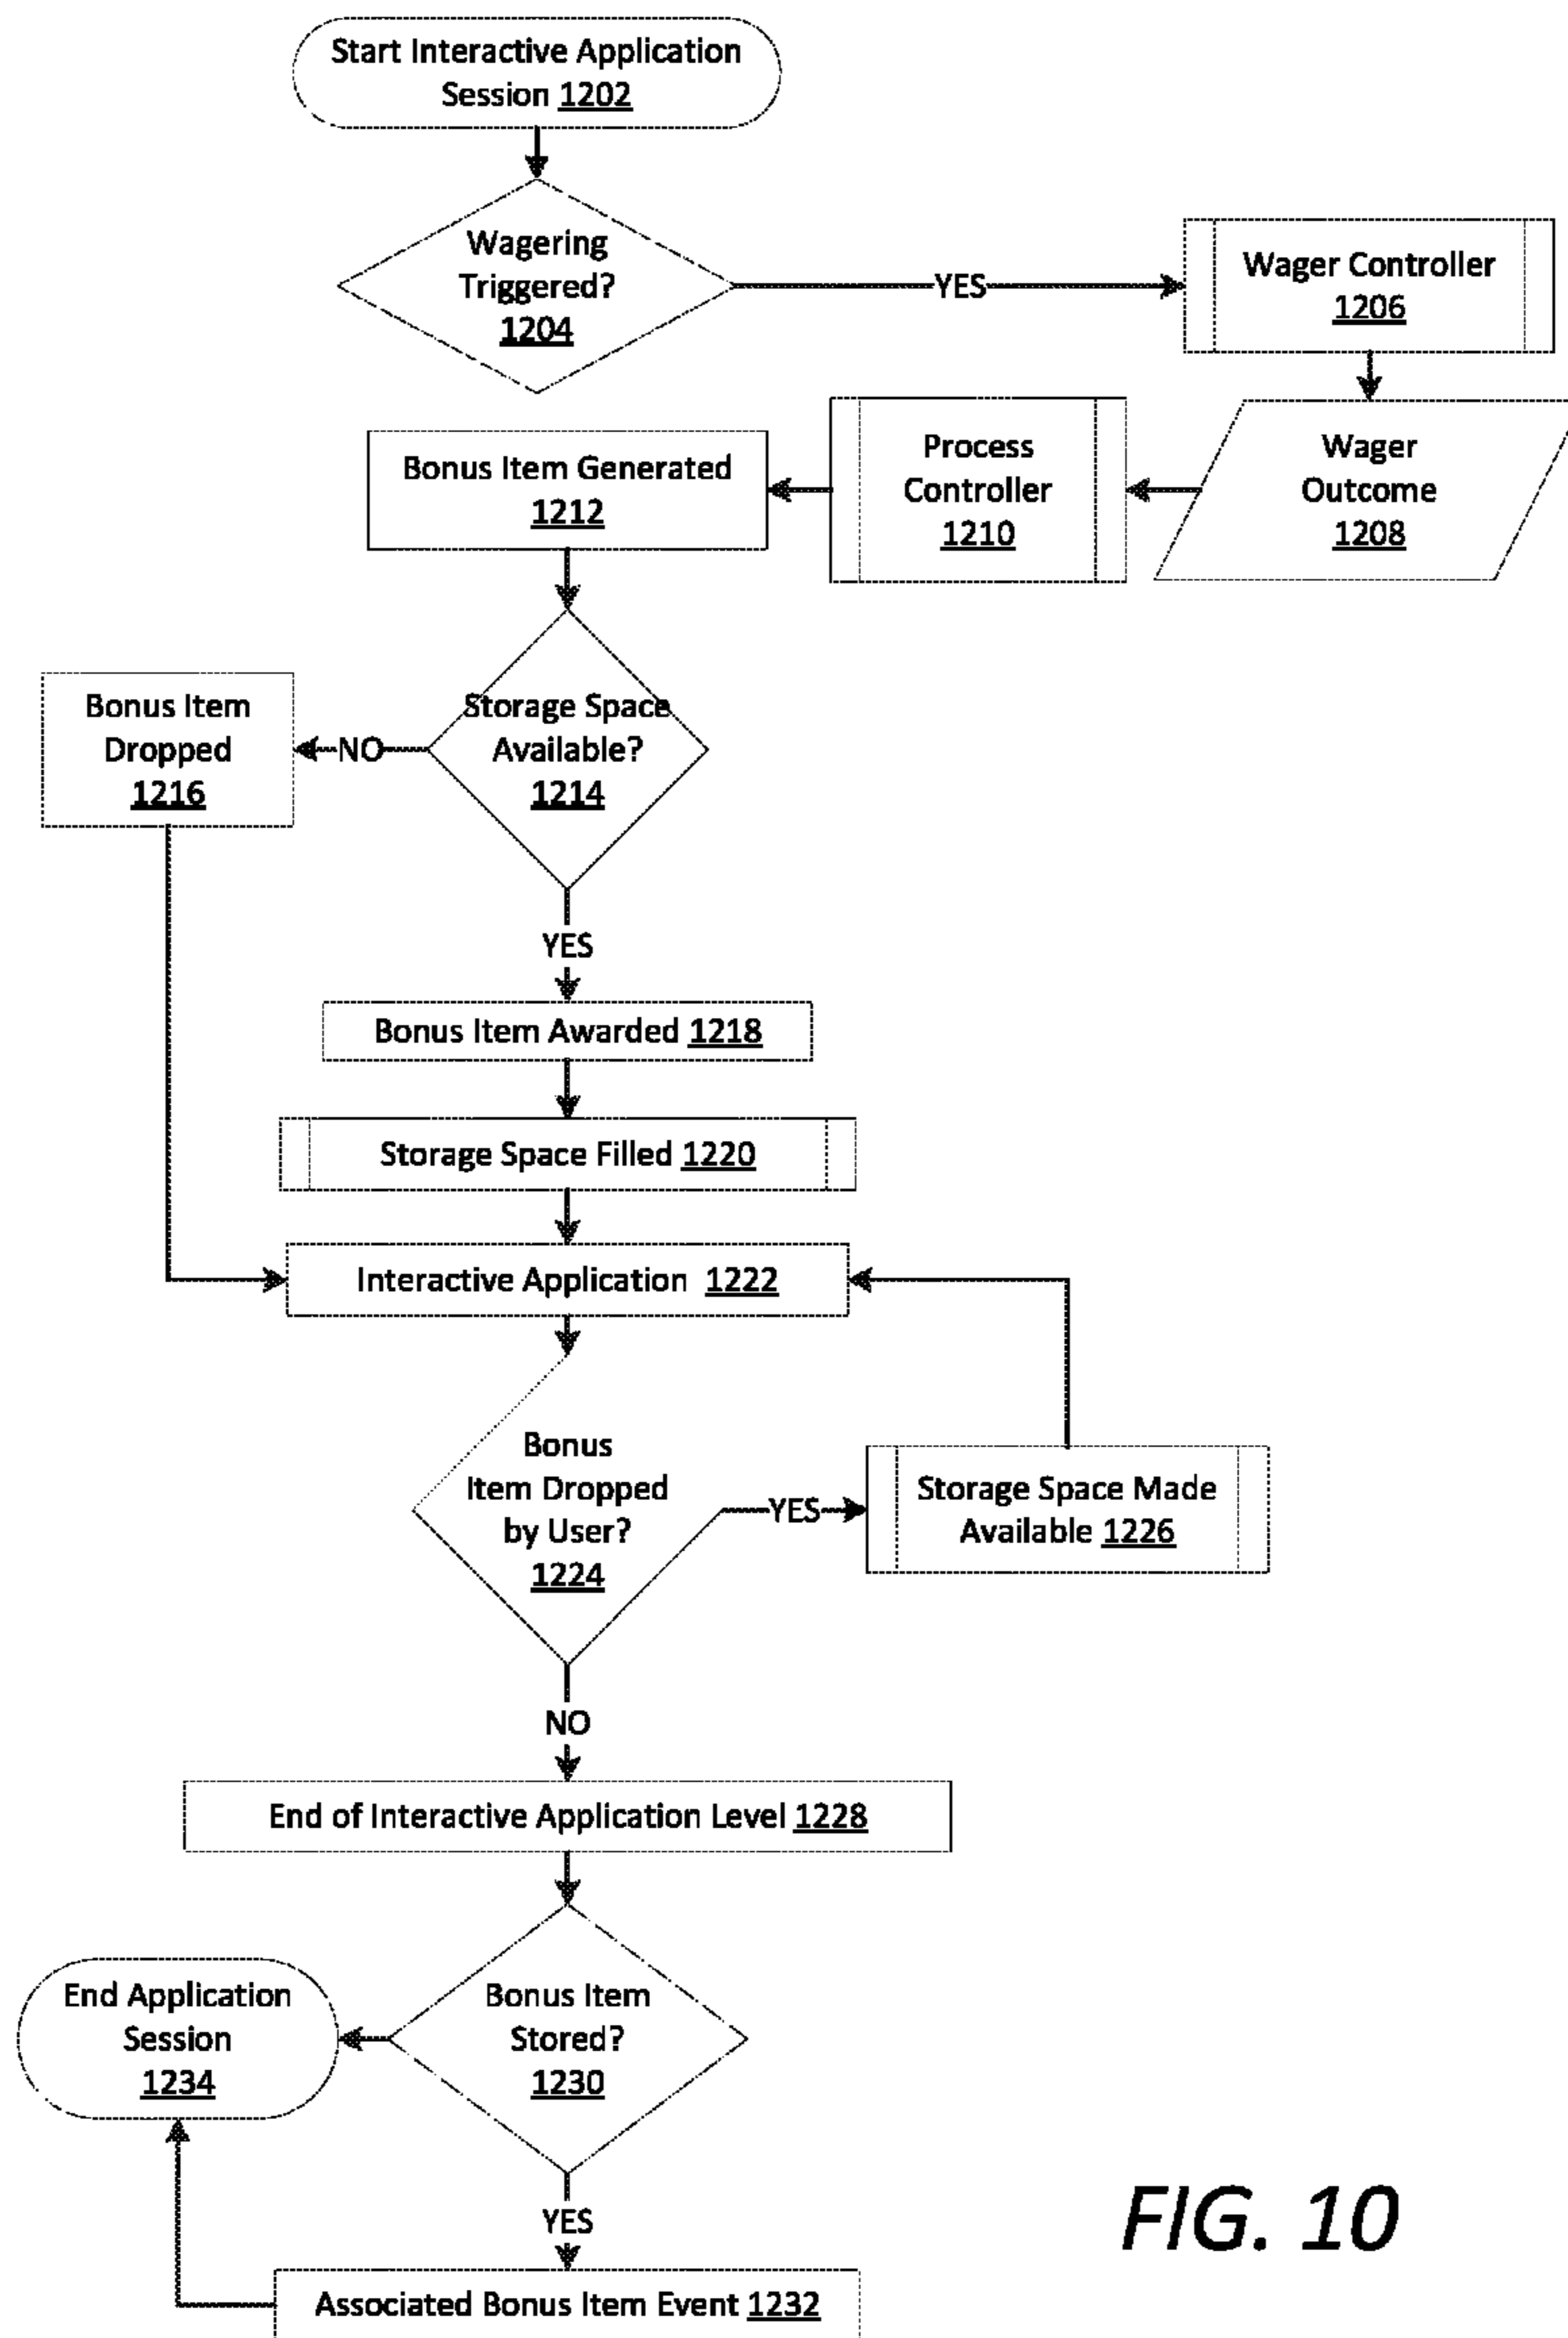 Start Interactive Application
Session 1202
Wagering
Triggered?
1204
YES
Wager Controller
1206
Wager
Outcome
1208
Process
Controller
1210
Bonus Item Generated
1212
Storage Space
Available?
1214
NO
Bonus Item
Dropped
1216
YES
Bonus Item Awarded 1218
Storage Space Filled 1220
Interactive Application 1222
Bonus
Item Dropped
by User?
1224
YES
Storage Space Made
Available 1226
NO
End of Interactive Application Level 1228
Bonus Item
Stored?
1230
End Application
Session
1234
YES
Associated Bonus Item Event 1232
FIG. 10